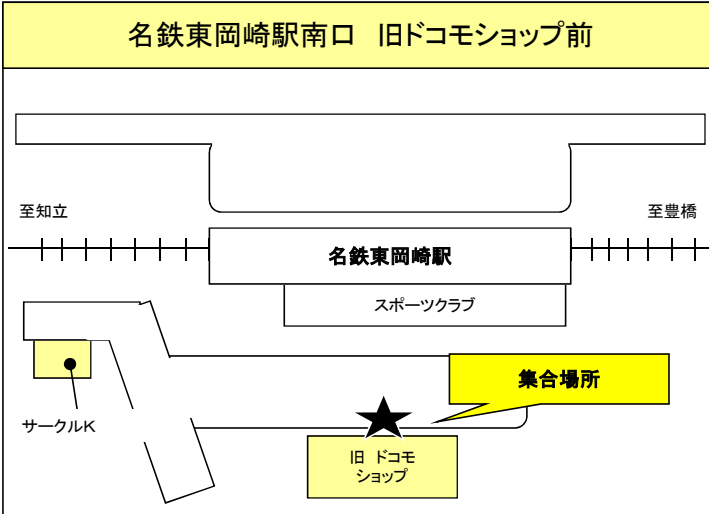 名鉄東岡崎駅南口 旧ドコモショップ前
至知立
至豊橋
名鉄東岡崎駅
スポーツクラブ
集合場所
サークルK
旧 ドコモ
ショップ